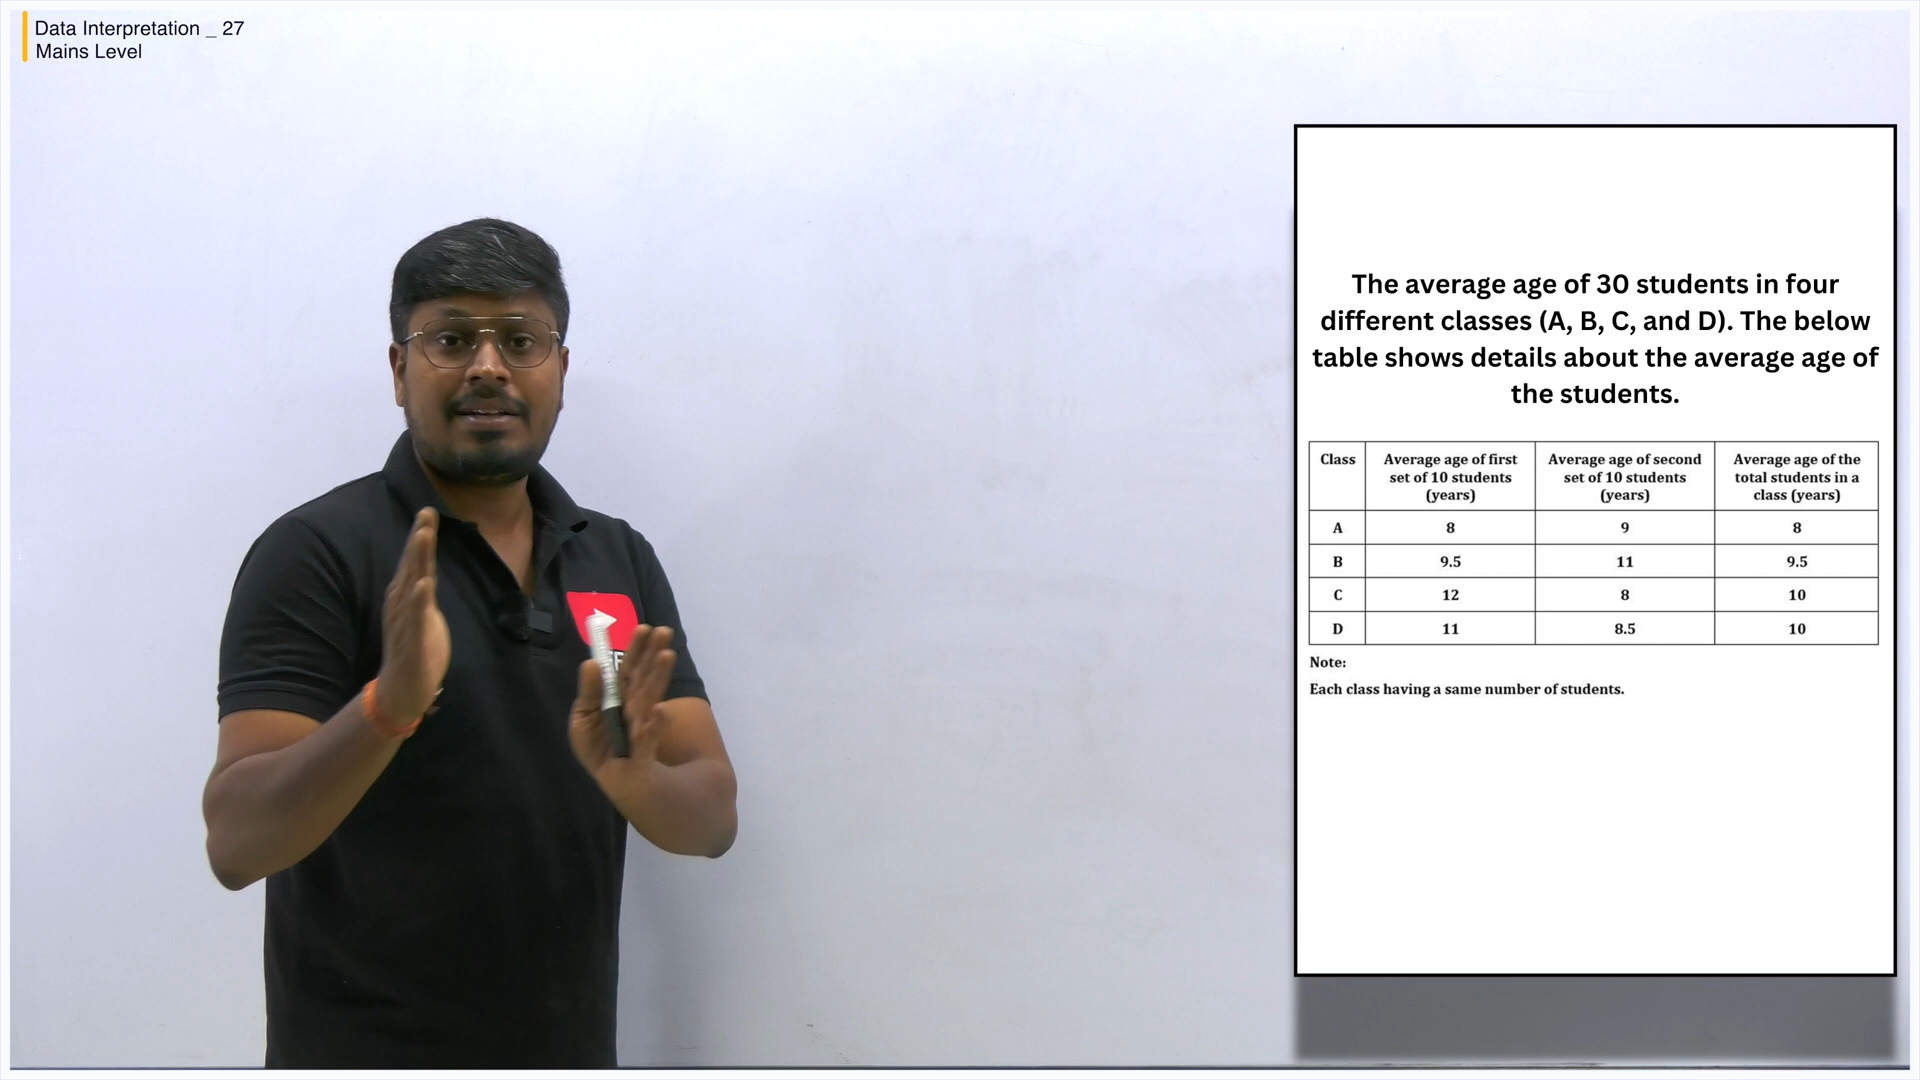 Data Interpretation _ 27
Mains Level
The average age of 30 students in four
different classes (A, B, C, and D). The below
table shows details about the average age of
the students.
Class
Average age of first
set of 10 students
(years)
Average age of second
set of 10 students
(years)
Average age of the
total students in a
class (years)
A 8 9 8
B 9.5 11 9.5
C 12 8 10
D 11 8.5 10
Note:
Each class having a same number of students.